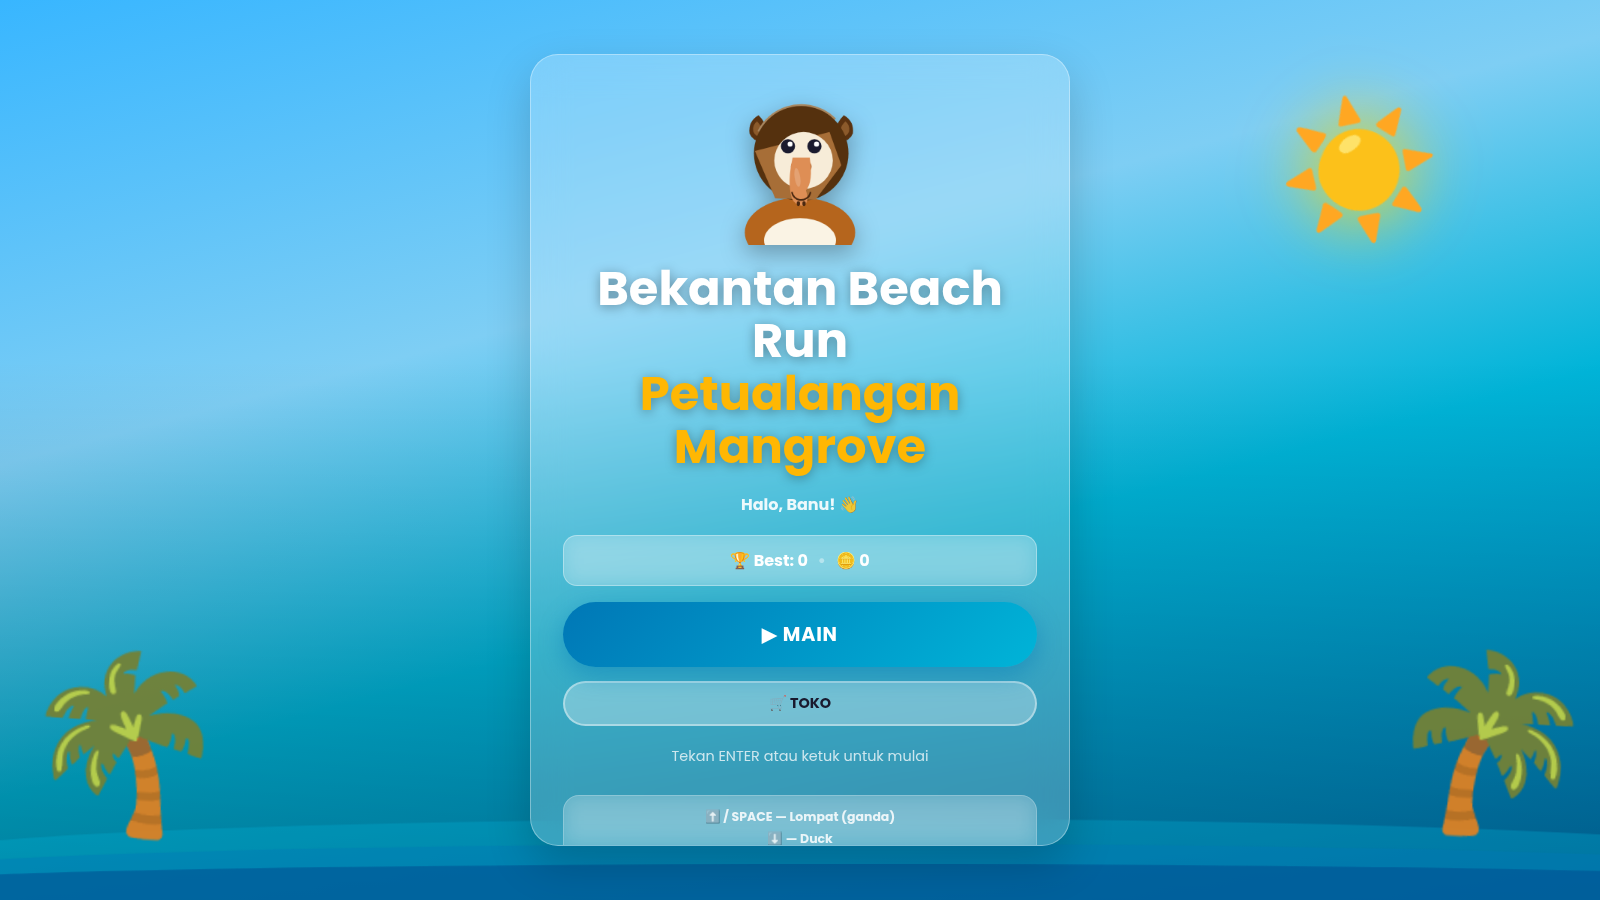 Bekantan Beach
Run
Petualangan
Mangrove
Halo, Banu! 👋
🏆 Best: 0 • 🪙 0
▶ MAIN
🛒 TOKO
Tekan ENTER atau ketuk untuk mulai
⬆️ / SPACE — Lompat (ganda)
⬇️ — Duck